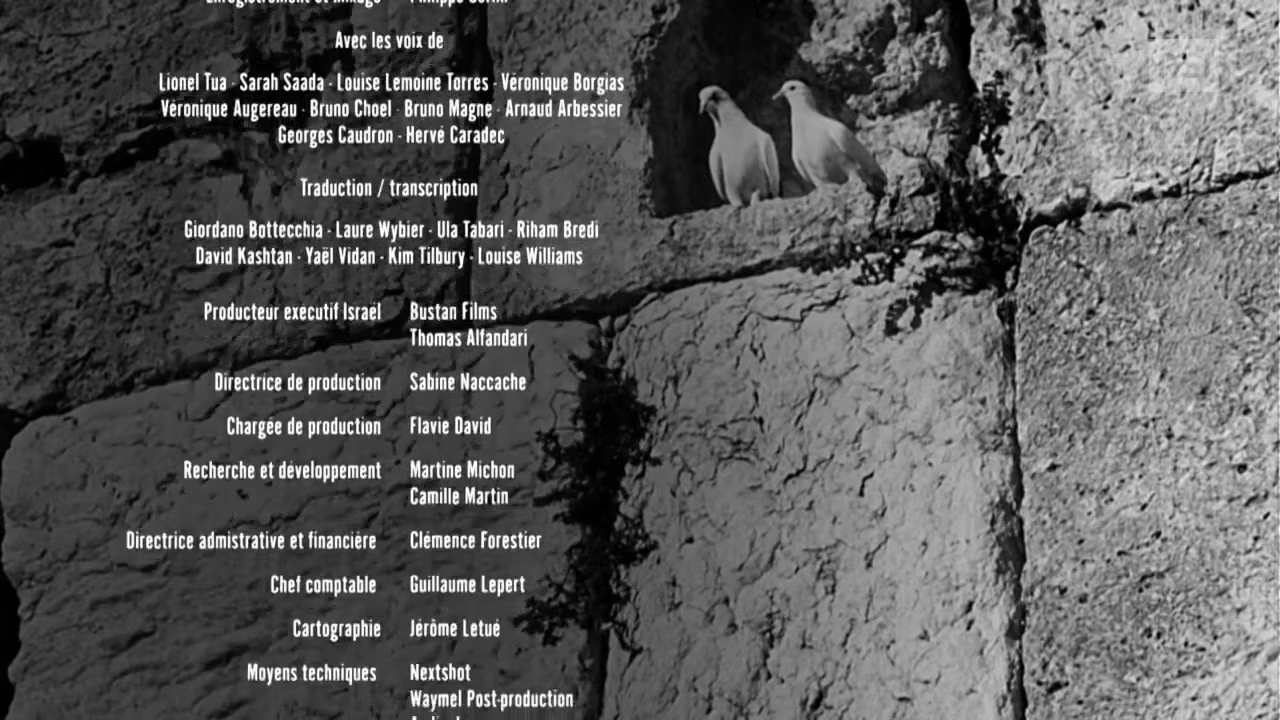 Avec les voix de
Lionel Tua - Sarah Saada - Louise Lemoine Torres - Véronique Borgias
Véronique Augereau - Bruno Choel - Bruno Magne - Arnaud Arbessier
Georges Caudron - Hervé Caradec
Traduction / transcription
Giordano Bottecchia - Laure Wybier - Ula Tabari - Riham Bredi
David Kashtan - Yaël Vidan - Kim Tilbury - Louise Williams
Producteur exécutif Israël Bustan Films
Thomas Alfandari
Directrice de production Sabine Naccache
Chargée de production Flavie David
Recherche et développement Martine Michon
Camille Martin
Directrice admistrative et financière Clémence Forestier
Chef comptable Guillaume Lepert
Cartographie Jérôme Letué
Moyens techniques Nextshot
Waymel Post-production